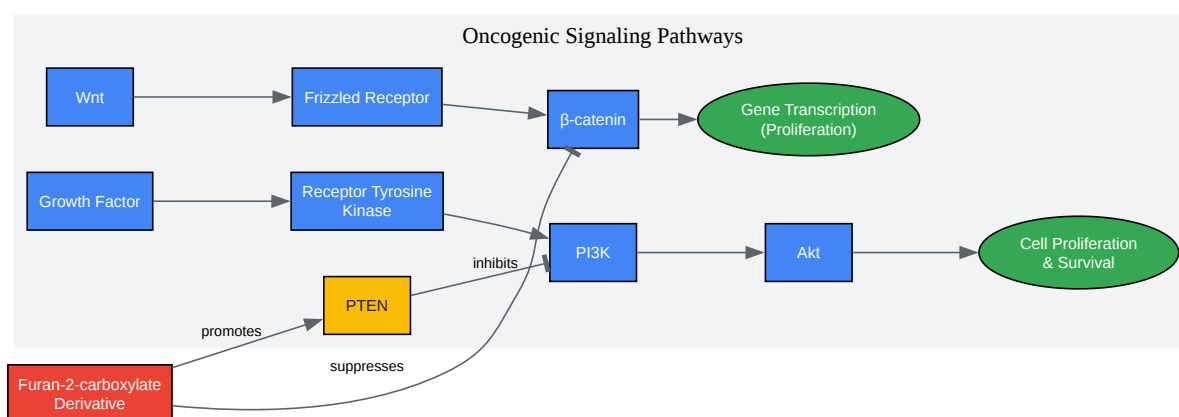 Oncogenic Signaling Pathways
Wnt
Frizzled Receptor
β-catenin
Gene Transcription
(Proliferation)
Growth Factor
Receptor Tyrosine
Kinase
PI3K
Akt
Cell Proliferation
& Survival
inhibits
PTEN
promotes
suppresses
Furan-2-carboxylate
Derivative